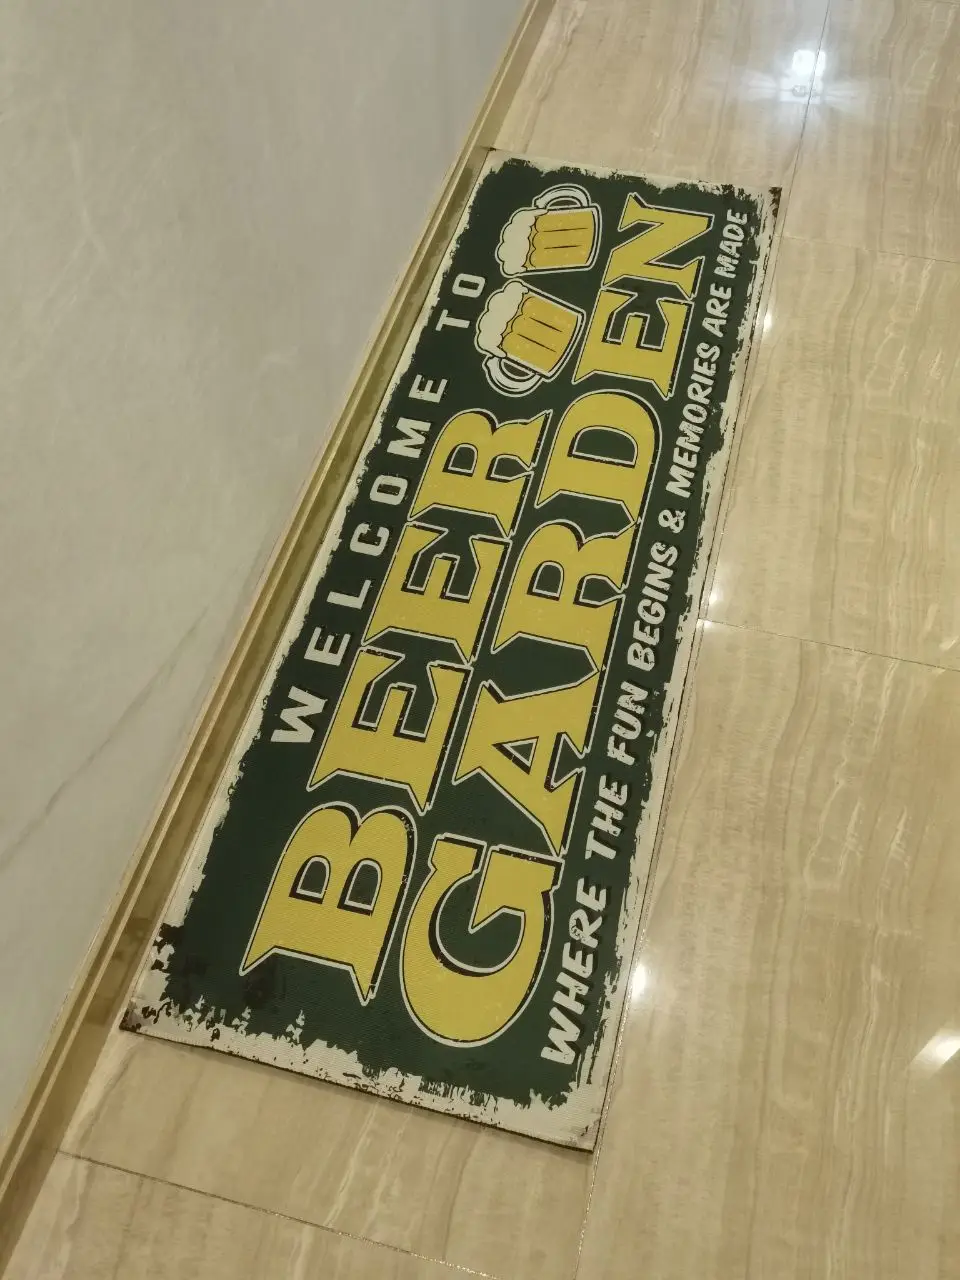 WELCOME TO
BEER
GARDEN
WHERE THE FUN BEGINS & MEMORIES ARE MADE